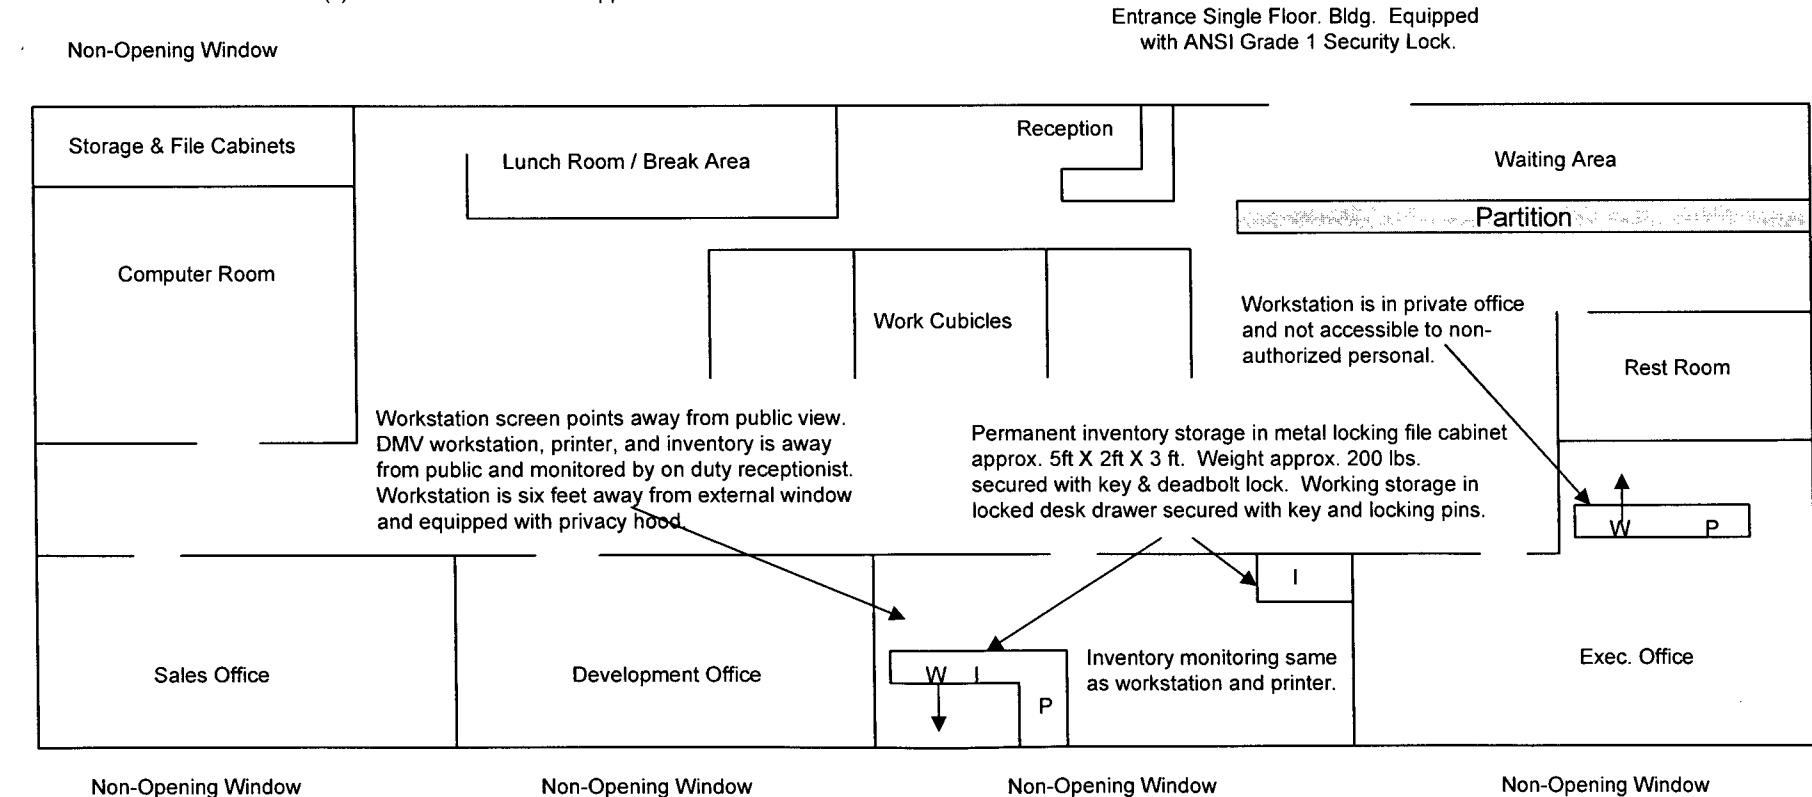 Entrance Single Floor. Bldg. Equipped
with ANSI Grade 1 Security Lock.
Non-Opening Window
Storage & File Cabinets
Lunch Room / Break Area
Reception
Waiting Area
Partition
Computer Room
Work Cubicles
Workstation is in private office
and not accessible to non-
authorized personal.
Rest Room
Workstation screen points away from public view.
DMV workstation, printer, and inventory is away
from public and monitored by on duty receptionist.
Workstation is six feet away from external window
and equipped with privacy hood.
Permanent inventory storage in metal locking file cabinet
approx. 5ft X 2ft X 3 ft. Weight approx. 200 lbs.
secured with key & deadbolt lock. Working storage in
locked desk drawer secured with key and locking pins.
W P
I
Sales Office
Development Office
W I
P
Inventory monitoring same
as workstation and printer.
Exec. Office
Non-Opening Window
Non-Opening Window
Non-Opening Window
Non-Opening Window